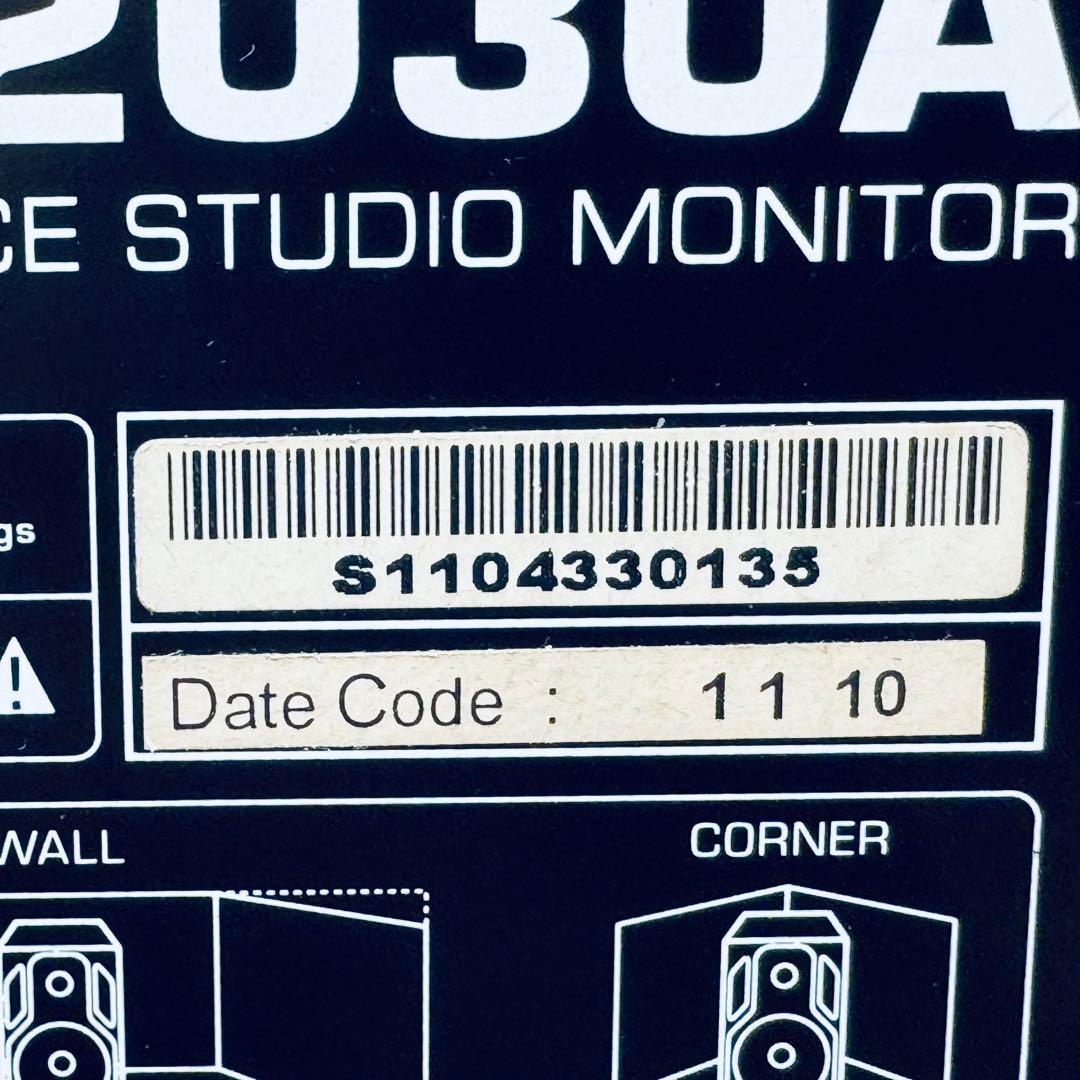 2030A
CE STUDIO MONITOR
gs
S1104330135
Date Code : 11 10
WALL
CORNER